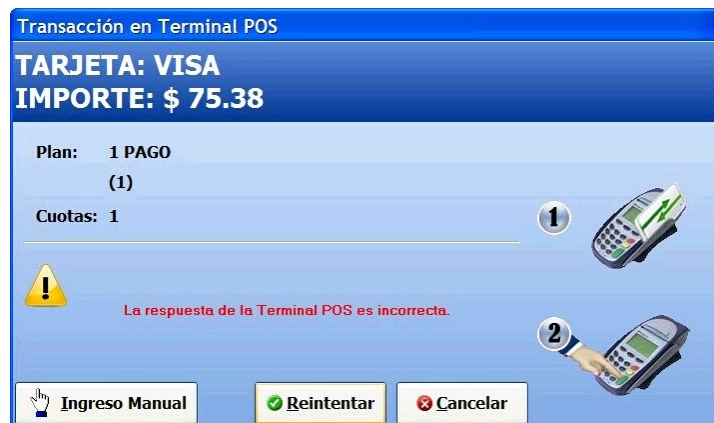 Transacción en Terminal POS
TARJETA: VISA
IMPORTE: $ 75.38
Plan: 1 PAGO
(1)
Cuotas: 1
1
La respuesta de la Terminal POS es incorrecta.
2
Ingreso Manual
Reintentar
Cancelar